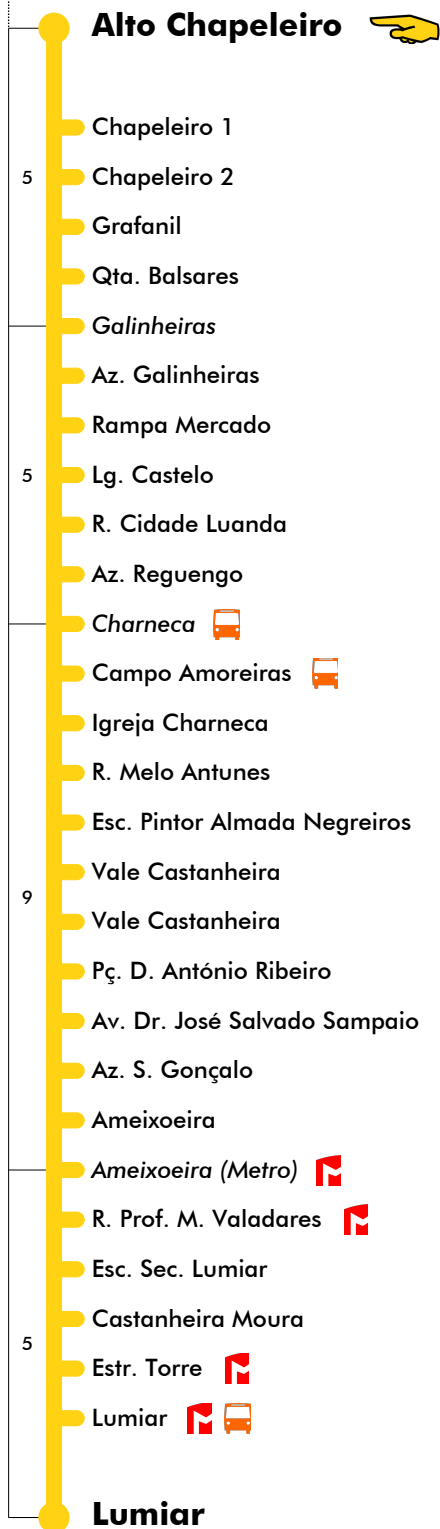 Alto Chapeleiro
Chapeleiro 1
5 Chapeleiro 2
Grafanil
Qta. Balsares
Galinheiras
Az. Galinheiras
Rampa Mercado
5 Lg. Castelo
R. Cidade Luanda
Az. Reguengo
Charneca
Campo Amoreiras
Igreja Charneca
R. Melo Antunes
Esc. Pintor Almada Negreiros
Vale Castanheira
9
Vale Castanheira
Pç. D. António Ribeiro
Av. Dr. José Salvado Sampaio
Az. S. Gonçalo
Ameixoeira
Ameixoeira (Metro)
R. Prof. M. Valadares
Esc. Sec. Lumiar
Castanheira Moura
5
Estr. Torre
Lumiar
Lumiar